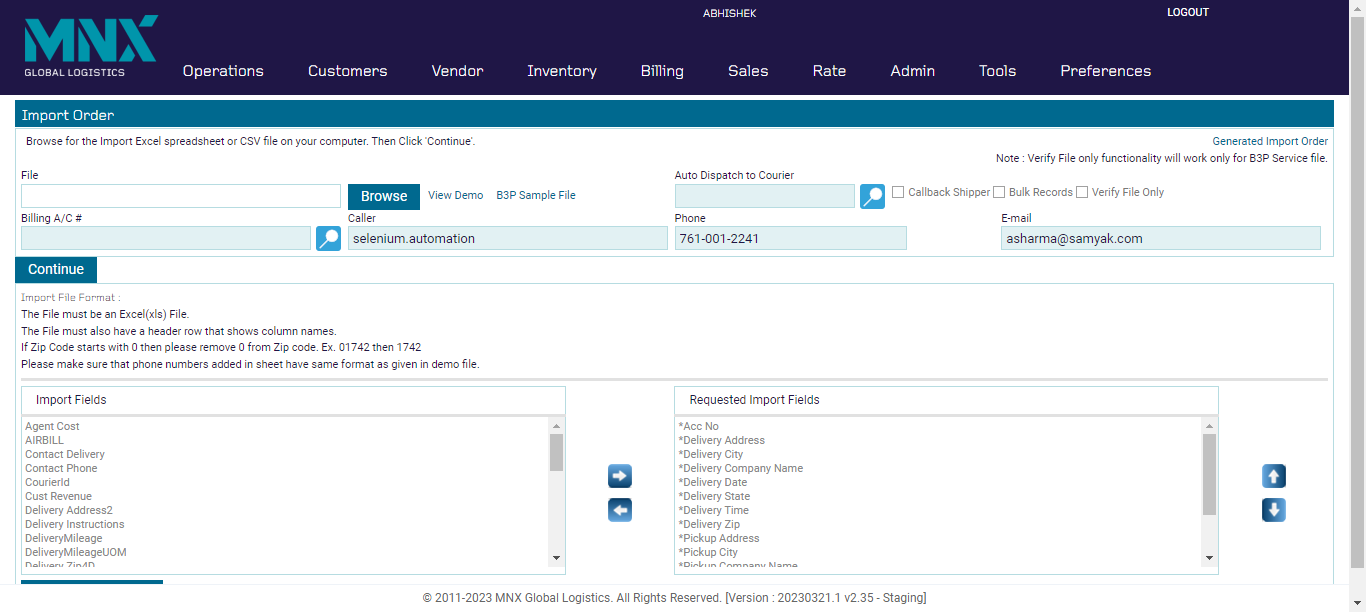 ABHISHEK
LOGOUT
MNX
GLOBAL LOGISTICS
Operations Customers Vendor Inventory Billing Sales Rate Admin Tools Preferences
Import Order
Browse for the Import Excel spreadsheet or CSV file on your computer. Then Click 'Continue'.
Generated Import Order
Note : Verify File only functionality will work only for B3P Service file.
File
Auto Dispatch to Courier
Browse View Demo B3P Sample File
Callback Shipper Bulk Records Verify File Only
Billing A/C # Caller Phone E-mail
selenium.automation 761-001-2241 asharma@samyak.com
Continue
Import File Format :
The File must be an Excel(xls) File.
The File must also have a header row that shows column names.
If Zip Code starts with 0 then please remove 0 from Zip code. Ex. 01742 then 1742
Please make sure that phone numbers added in sheet have same format as given in demo file.
Import Fields
Agent Cost
AIRBILL
Contact Delivery
Contact Phone
CourierId
Cust Revenue
Delivery Address2
Delivery Instructions
DeliveryMileage
DeliveryMileageUOM
Delivery Zip4D
Requested Import Fields
*Acc No
*Delivery Address
*Delivery City
*Delivery Company Name
*Delivery Date
*Delivery State
*Delivery Time
*Delivery Zip
*Pickup Address
*Pickup City
*Pickup Company Name
© 2011-2023 MNX Global Logistics. All Rights Reserved. [Version : 20230321.1 v2.35 - Staging]